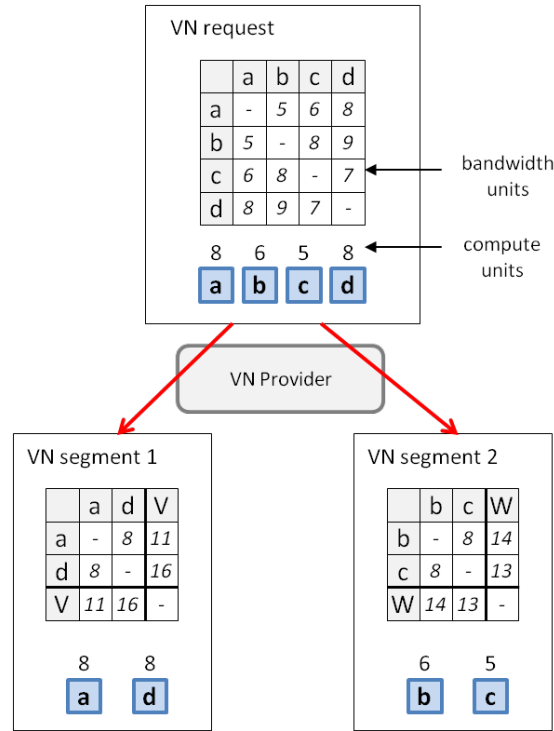 VN request
a b c d
a - 5 6 8
b 5 - 8 9
c 6 8 - 7
d 8 9 7 -
bandwidth
units
8 6 5 8
compute
units
a b c d
VN Provider
VN segment 1
a d V
a - 8 11
d 8 - 16
V 11 16 -
8 8
a d
VN segment 2
b c W
b - 8 14
c 8 - 13
W 14 13 -
6 5
b c